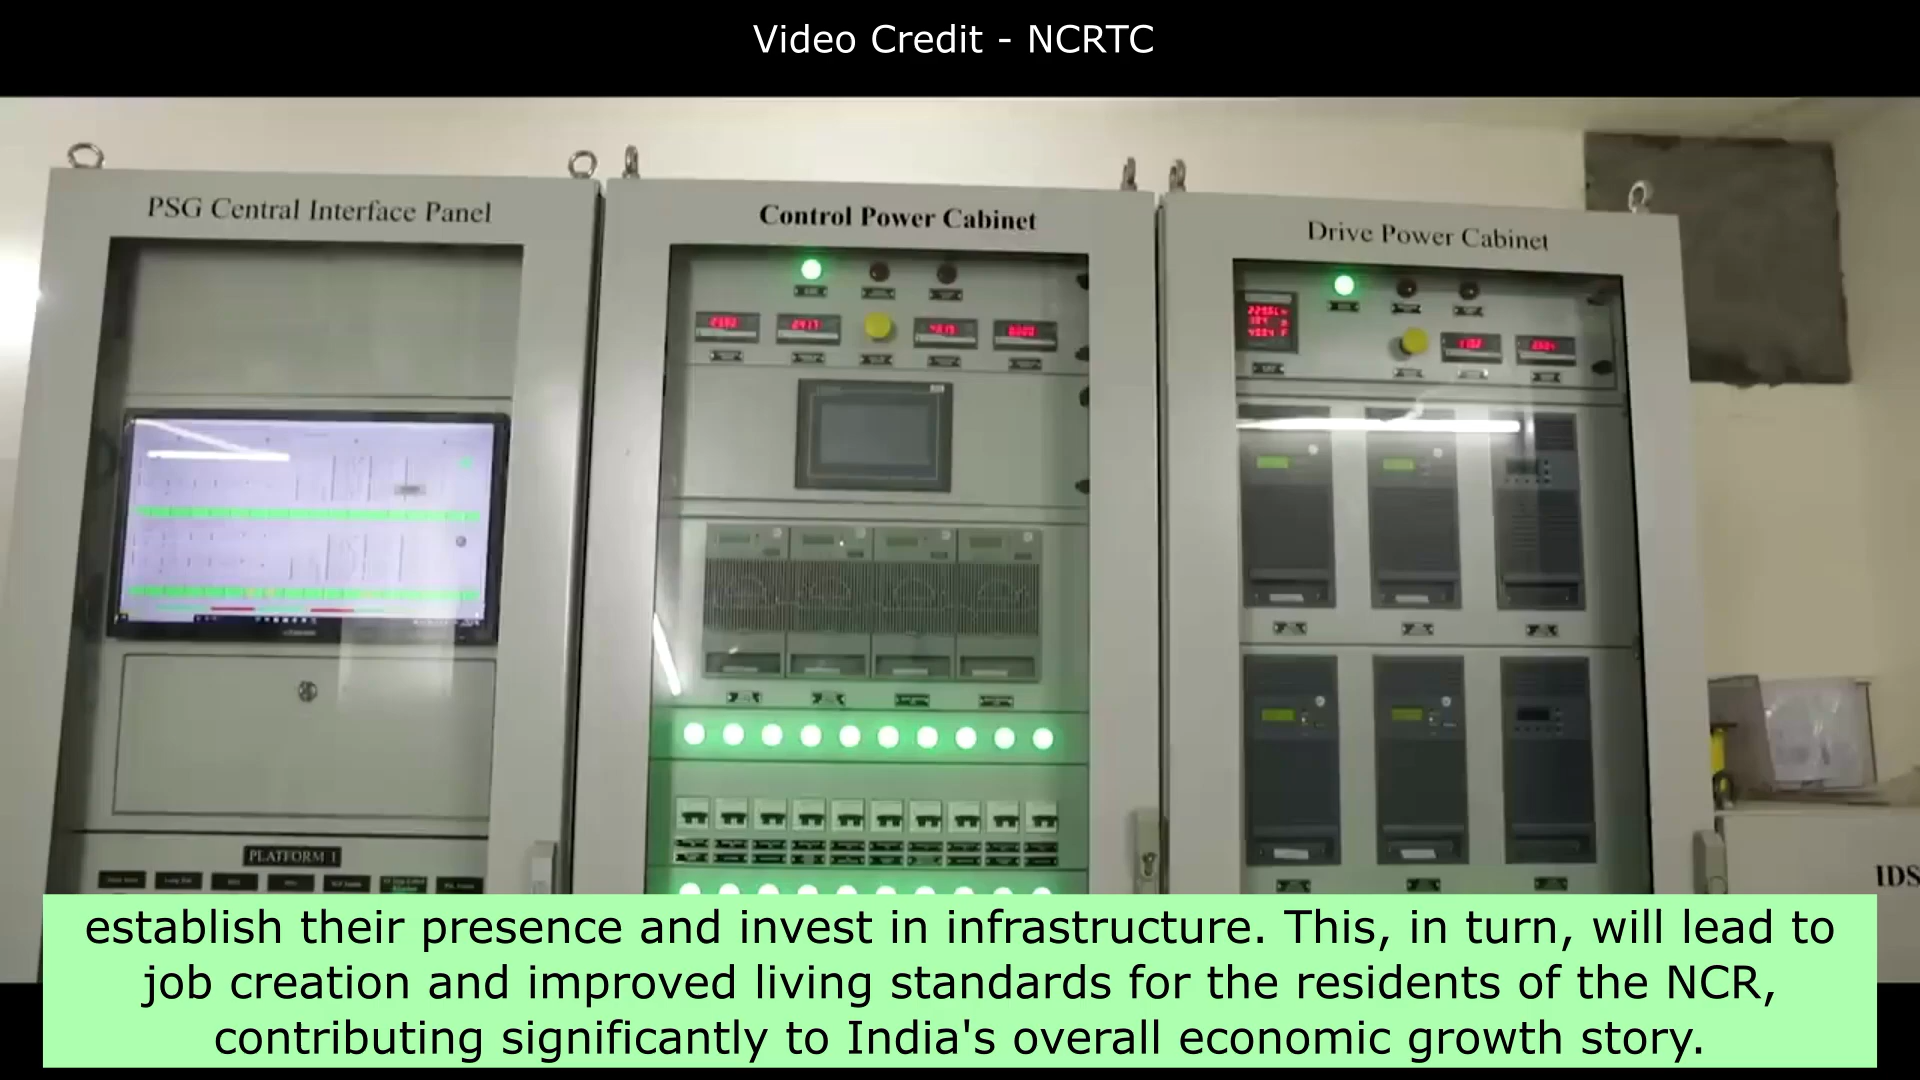 Video Credit - NCRTC
PSG Central Interface Panel
Control Power Cabinet
Drive Power Cabinet
PLATFORM 1
IDS
establish their presence and invest in infrastructure. This, in turn, will lead to
job creation and improved living standards for the residents of the NCR,
contributing significantly to India's overall economic growth story.